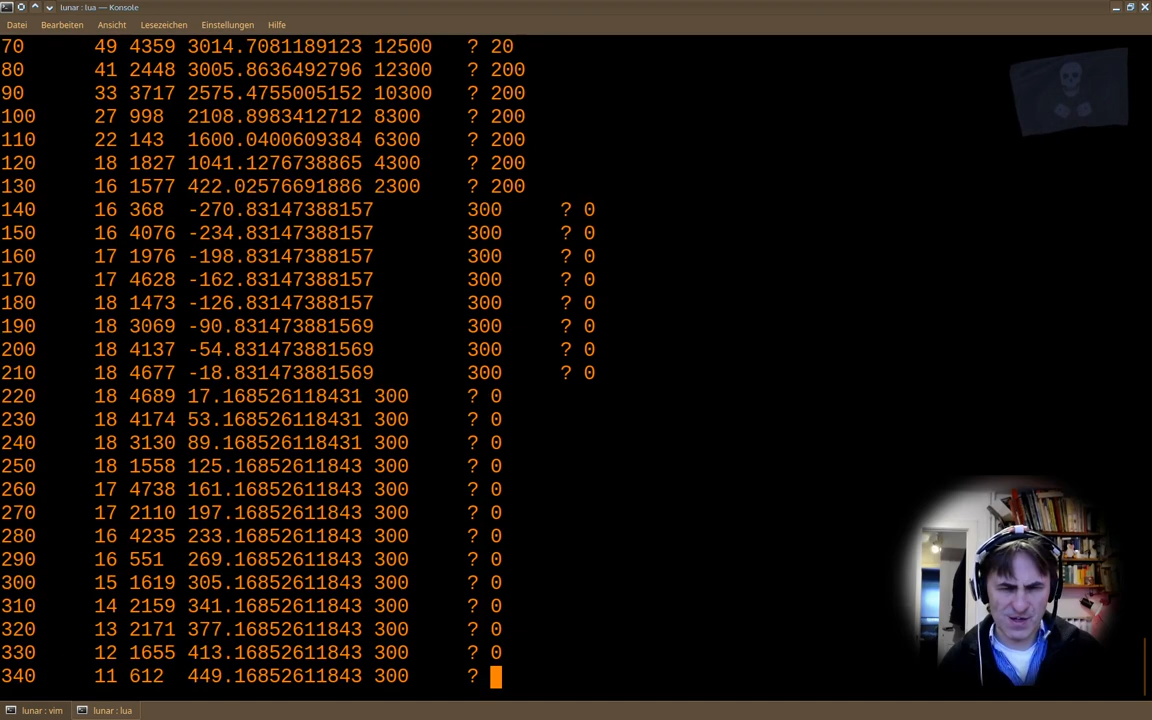 lunar : lua — Konsole
Datei Bearbeiten Ansicht Lesezeichen Einstellungen Hilfe
70 49 4359 3014.7081189123 12500 ? 20
80 41 2448 3005.8636492796 12300 ? 200
90 33 3717 2575.4755005152 10300 ? 200
100 27 998 2108.8983412712 8300 ? 200
110 22 143 1600.0400609384 6300 ? 200
120 18 1827 1041.1276738865 4300 ? 200
130 16 1577 422.02576691886 2300 ? 200
140 16 368 -270.83147388157 300 ? 0
150 16 4076 -234.83147388157 300 ? 0
160 17 1976 -198.83147388157 300 ? 0
170 17 4628 -162.83147388157 300 ? 0
180 18 1473 -126.83147388157 300 ? 0
190 18 3069 -90.831473881569 300 ? 0
200 18 4137 -54.831473881569 300 ? 0
210 18 4677 -18.831473881569 300 ? 0
220 18 4689 17.168526118431 300 ? 0
230 18 4174 53.168526118431 300 ? 0
240 18 3130 89.168526118431 300 ? 0
250 18 1558 125.16852611843 300 ? 0
260 17 4738 161.16852611843 300 ? 0
270 17 2110 197.16852611843 300 ? 0
280 16 4235 233.16852611843 300 ? 0
290 16 551 269.16852611843 300 ? 0
300 15 1619 305.16852611843 300 ? 0
310 14 2159 341.16852611843 300 ? 0
320 13 2171 377.16852611843 300 ? 0
330 12 1655 413.16852611843 300 ? 0
340 11 612 449.16852611843 300 ?
lunar : vim lunar : lua